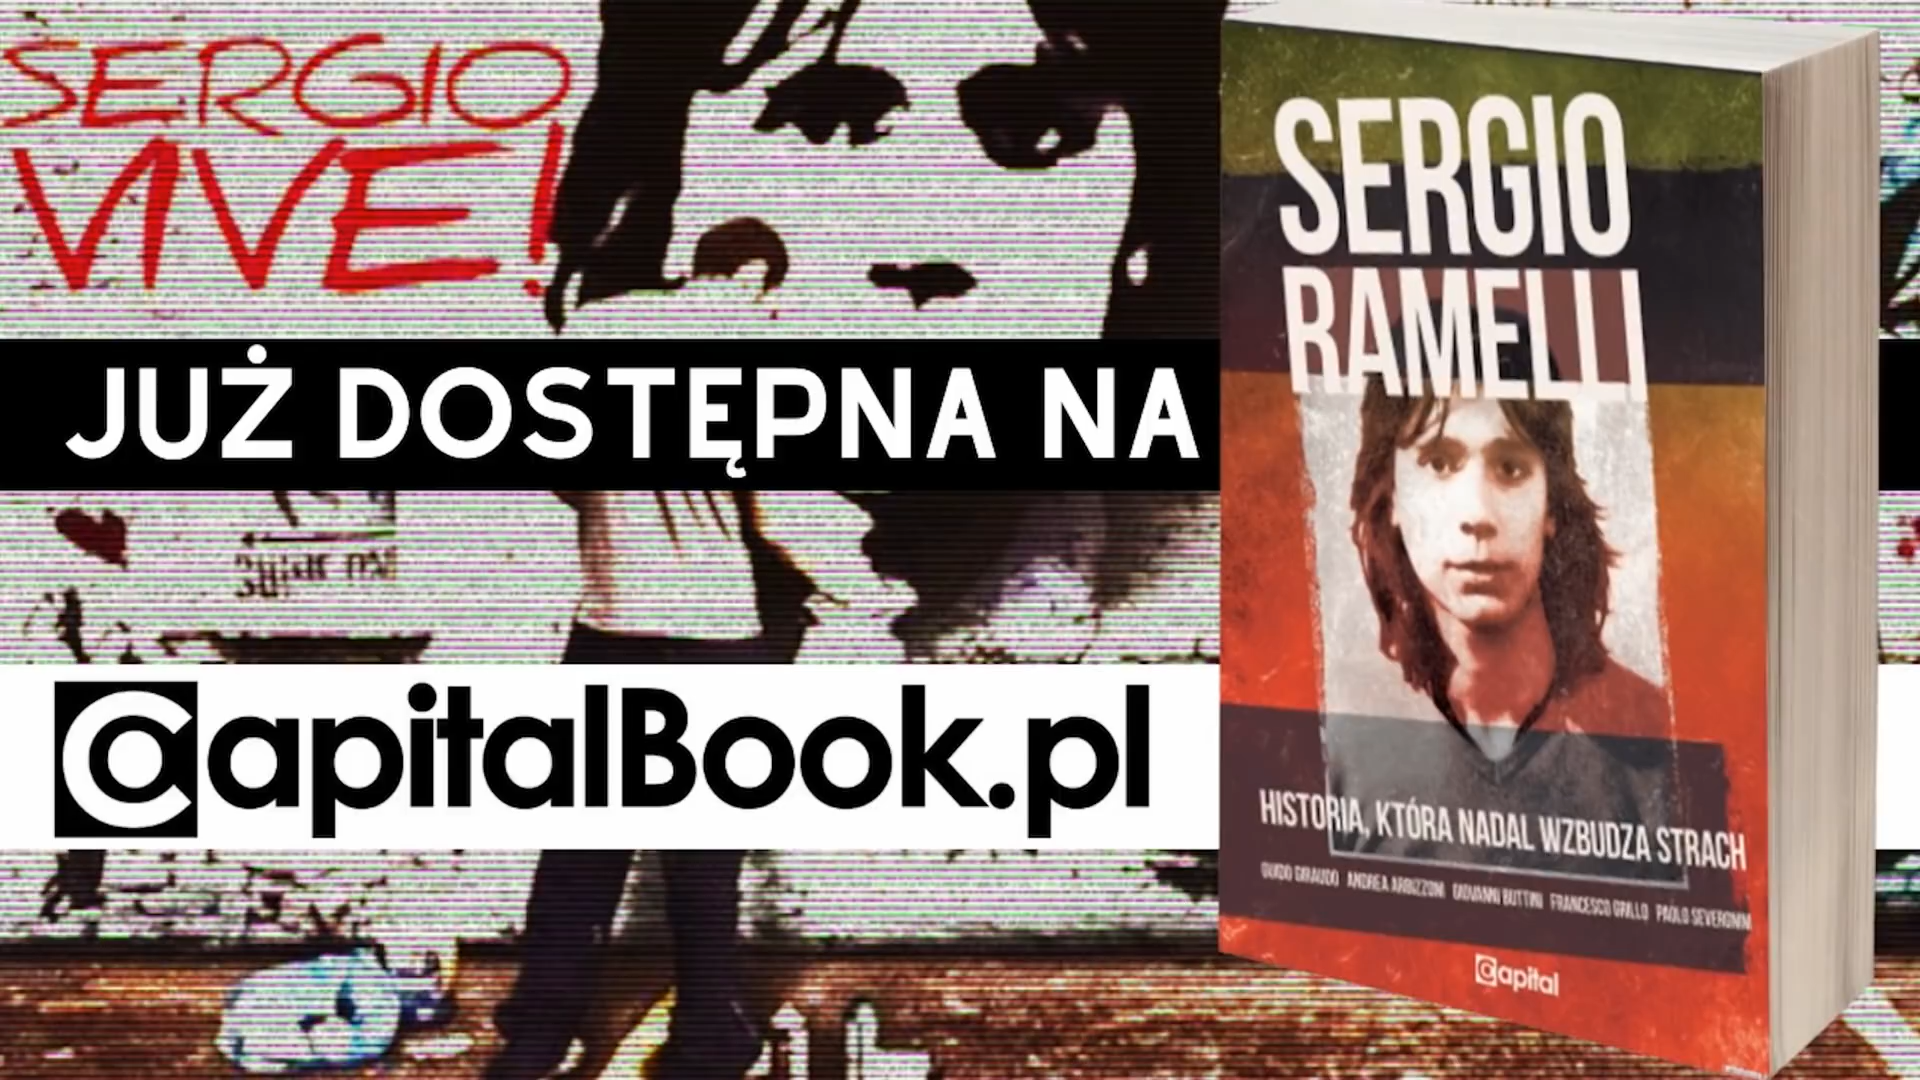 SERGIO
VIVE!
JUŻ DOSTĘPNA NA
CapitalBook.pl
SERGIO
RAMELLI
HISTORIA, KTÓRA NADAL WZBUDZA STRACH
GUIDO GIRAUDO ANDREA ARBIZZONI GIOVANNI BUTTINI FRANCESCO GRILLO PAOLO SEVERGNINI
Capital